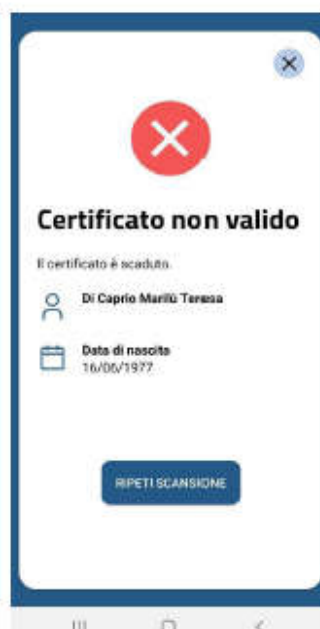 Certificato non valido
Il certificato è scaduto.
Di Caprio Marilù Teresa
Data di nascita
16/06/1977
RIPETI SCANSIONE